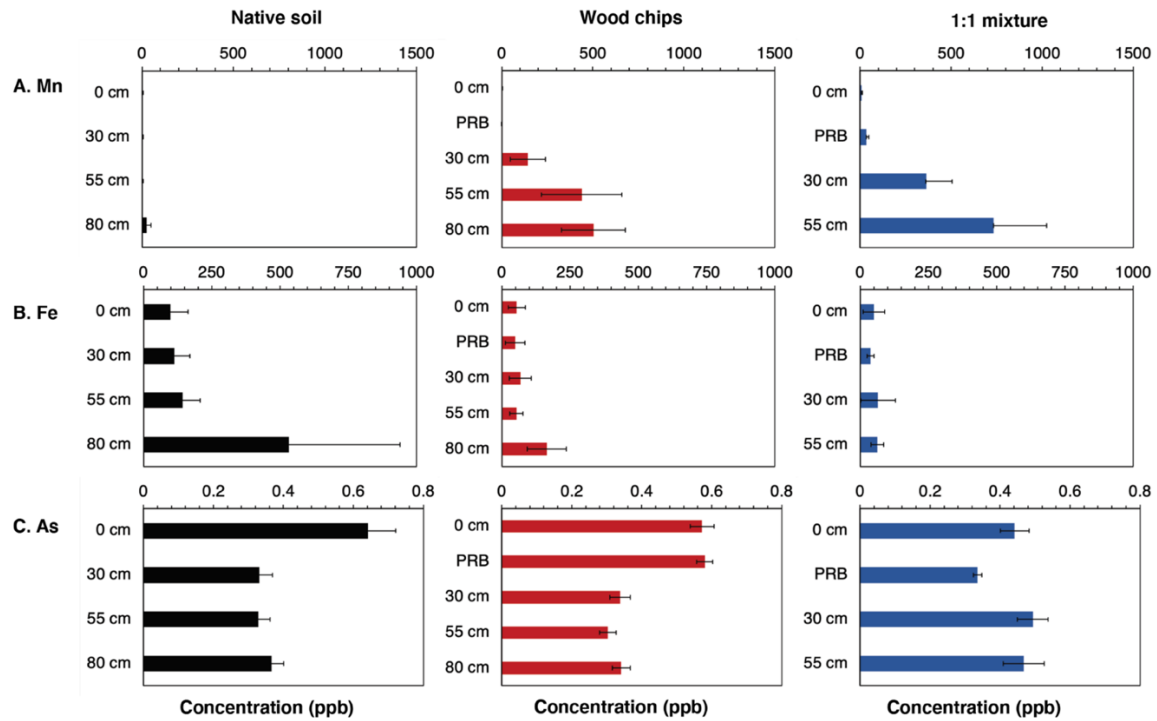 Native soil
Wood chips
1:1 mixture
0 500 1000 1500
0 500 1000 1500
0 500 1000 1500
A. Mn
0 cm
30 cm
55 cm
80 cm
0 cm
PRB
30 cm
55 cm
80 cm
0 cm
PRB
30 cm
55 cm
0 250 500 750 1000
0 250 500 750 1000
0 250 500 750 1000
B. Fe
0 cm
30 cm
55 cm
80 cm
0 cm
PRB
30 cm
55 cm
80 cm
0 cm
PRB
30 cm
55 cm
0 0.2 0.4 0.6 0.8
0 0.2 0.4 0.6 0.8
0 0.2 0.4 0.6 0.8
C. As
0 cm
30 cm
55 cm
80 cm
0 cm
PRB
30 cm
55 cm
80 cm
0 cm
PRB
30 cm
55 cm
Concentration (ppb)
Concentration (ppb)
Concentration (ppb)